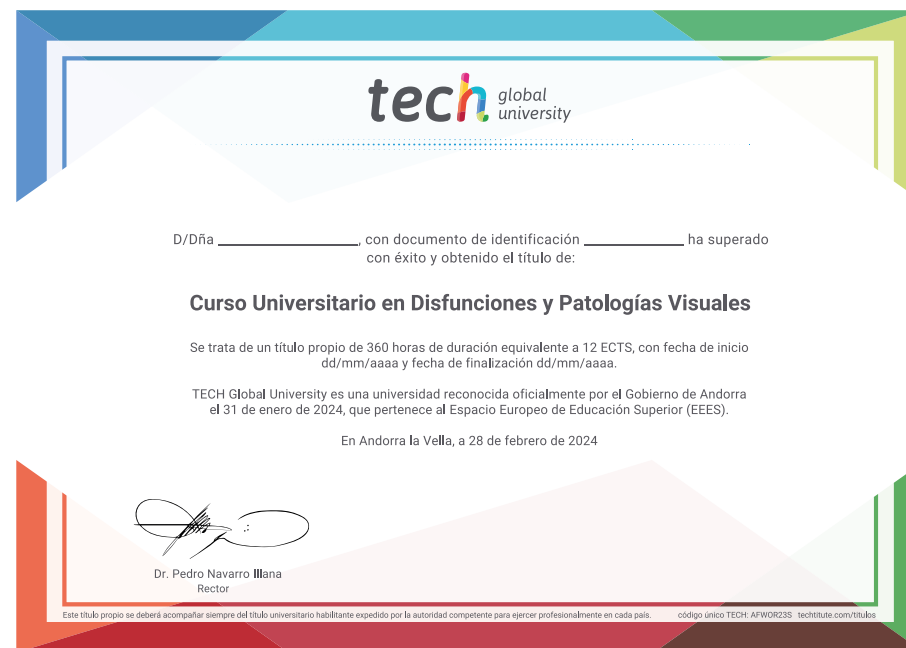 tech global university
D/Dña ____________________, con documento de identificación ______________ ha superado
con éxito y obtenido el título de:
Curso Universitario en Disfunciones y Patologías Visuales
Se trata de un título propio de 360 horas de duración equivalente a 12 ECTS, con fecha de inicio
dd/mm/aaaa y fecha de finalización dd/mm/aaaa.
TECH Global University es una universidad reconocida oficialmente por el Gobierno de Andorra
el 31 de enero de 2024, que pertenece al Espacio Europeo de Educación Superior (EEES).
En Andorra la Vella, a 28 de febrero de 2024
Dr. Pedro Navarro Illana
Rector
Este título propio se deberá acompañar siempre del título universitario habilitante expedido por la autoridad competente para ejercer profesionalmente en cada país. código único TECH: AFWOR23S techtitute.com/titulos